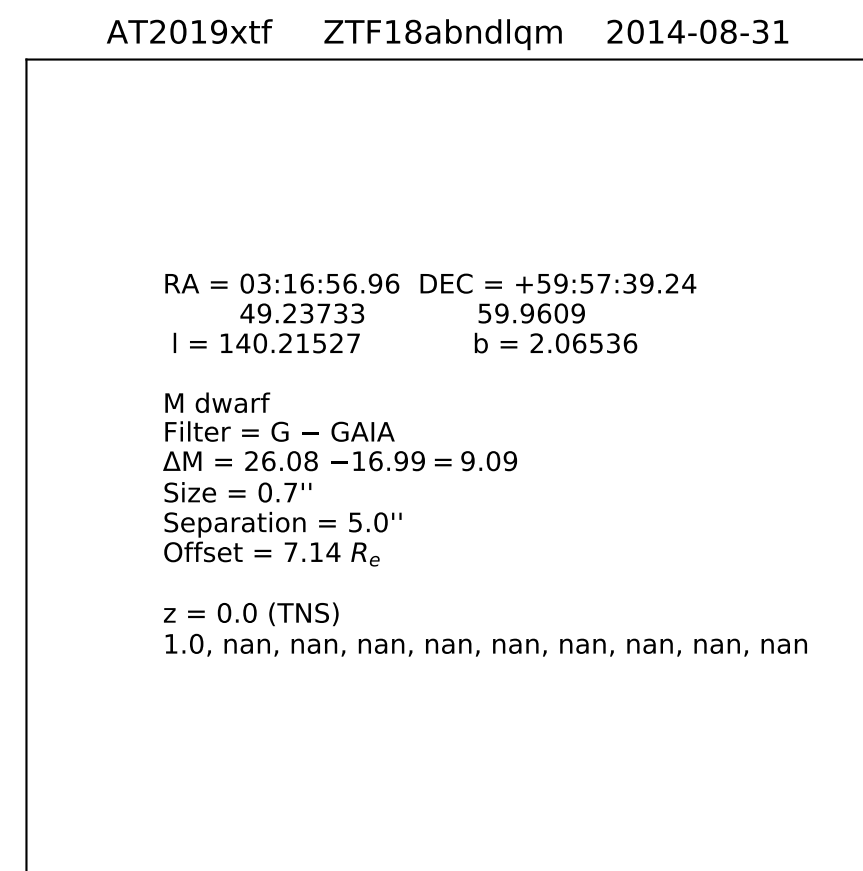 AT2019xtf ZTF18abndlqm 2014-08-31
RA = 03:16:56.96 DEC = +59:57:39.24
49.23733 59.9609
l = 140.21527 b = 2.06536
M dwarf
Filter = G − GAIA
ΔM = 26.08 −16.99 = 9.09
Size = 0.7''
Separation = 5.0''
Offset = 7.14 Re
z = 0.0 (TNS)
1.0, nan, nan, nan, nan, nan, nan, nan, nan, nan